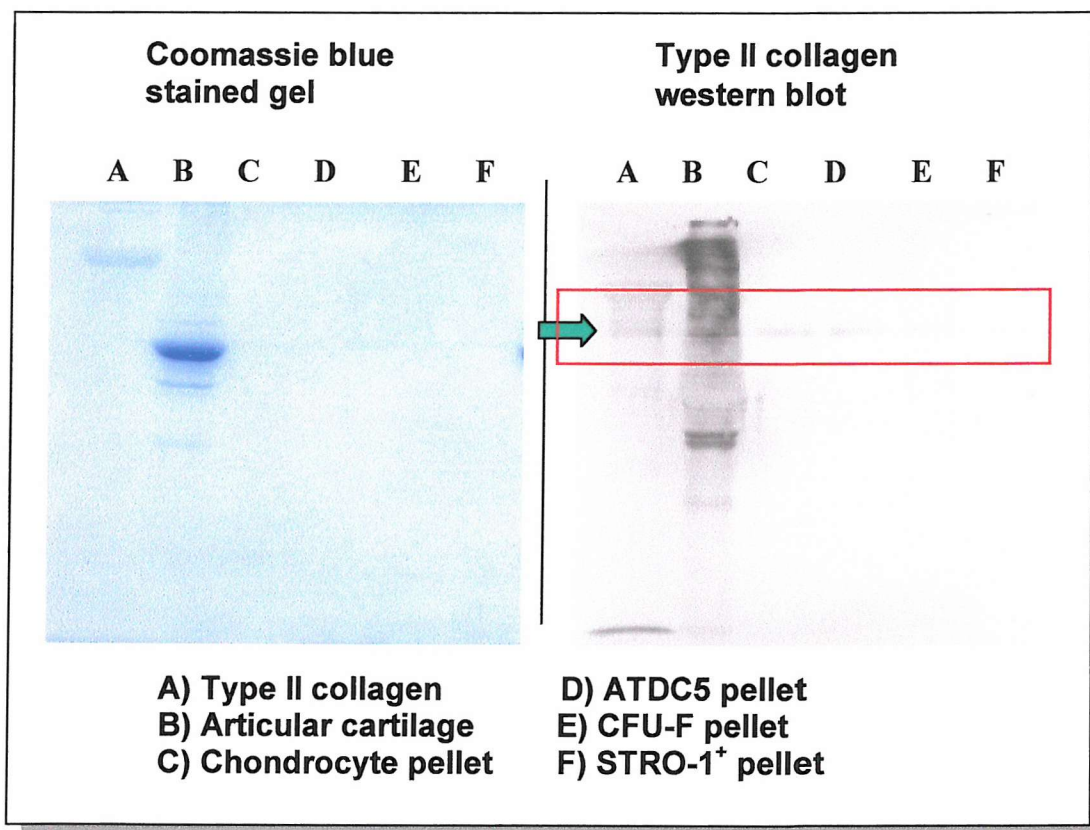 Coomassie blue
stained gel
Type II collagen
western blot
A B C D E F
A B C D E F
A) Type II collagen
B) Articular cartilage
C) Chondrocyte pellet
D) ATDC5 pellet
E) CFU-F pellet
F) STRO-1⁺ pellet